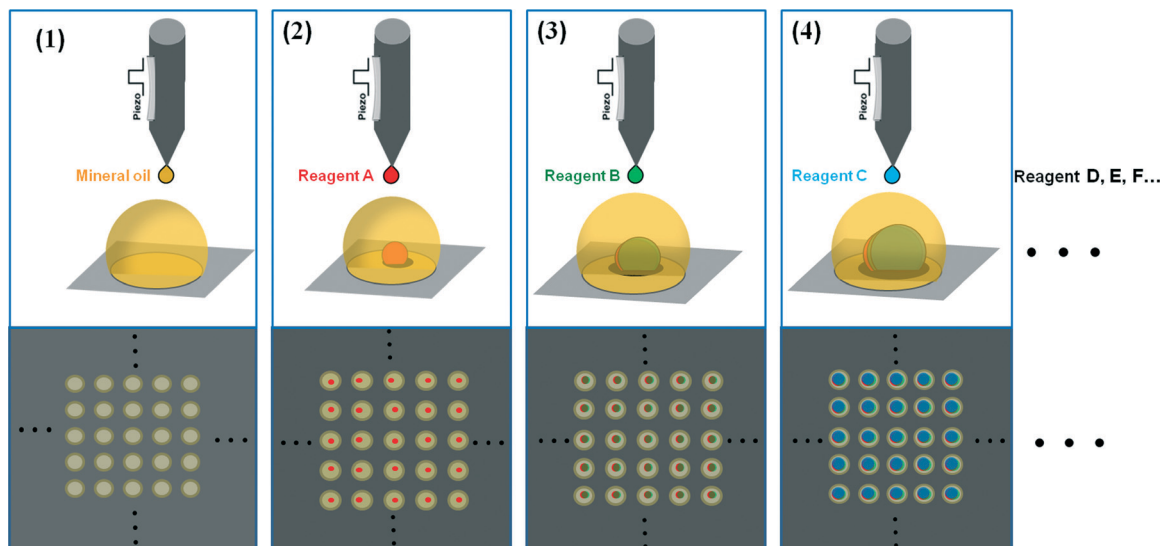 (1)
Piezo
Mineral oil
(2)
Piezo
Reagent A
(3)
Piezo
Reagent B
(4)
Piezo
Reagent C
Reagent D, E, F...